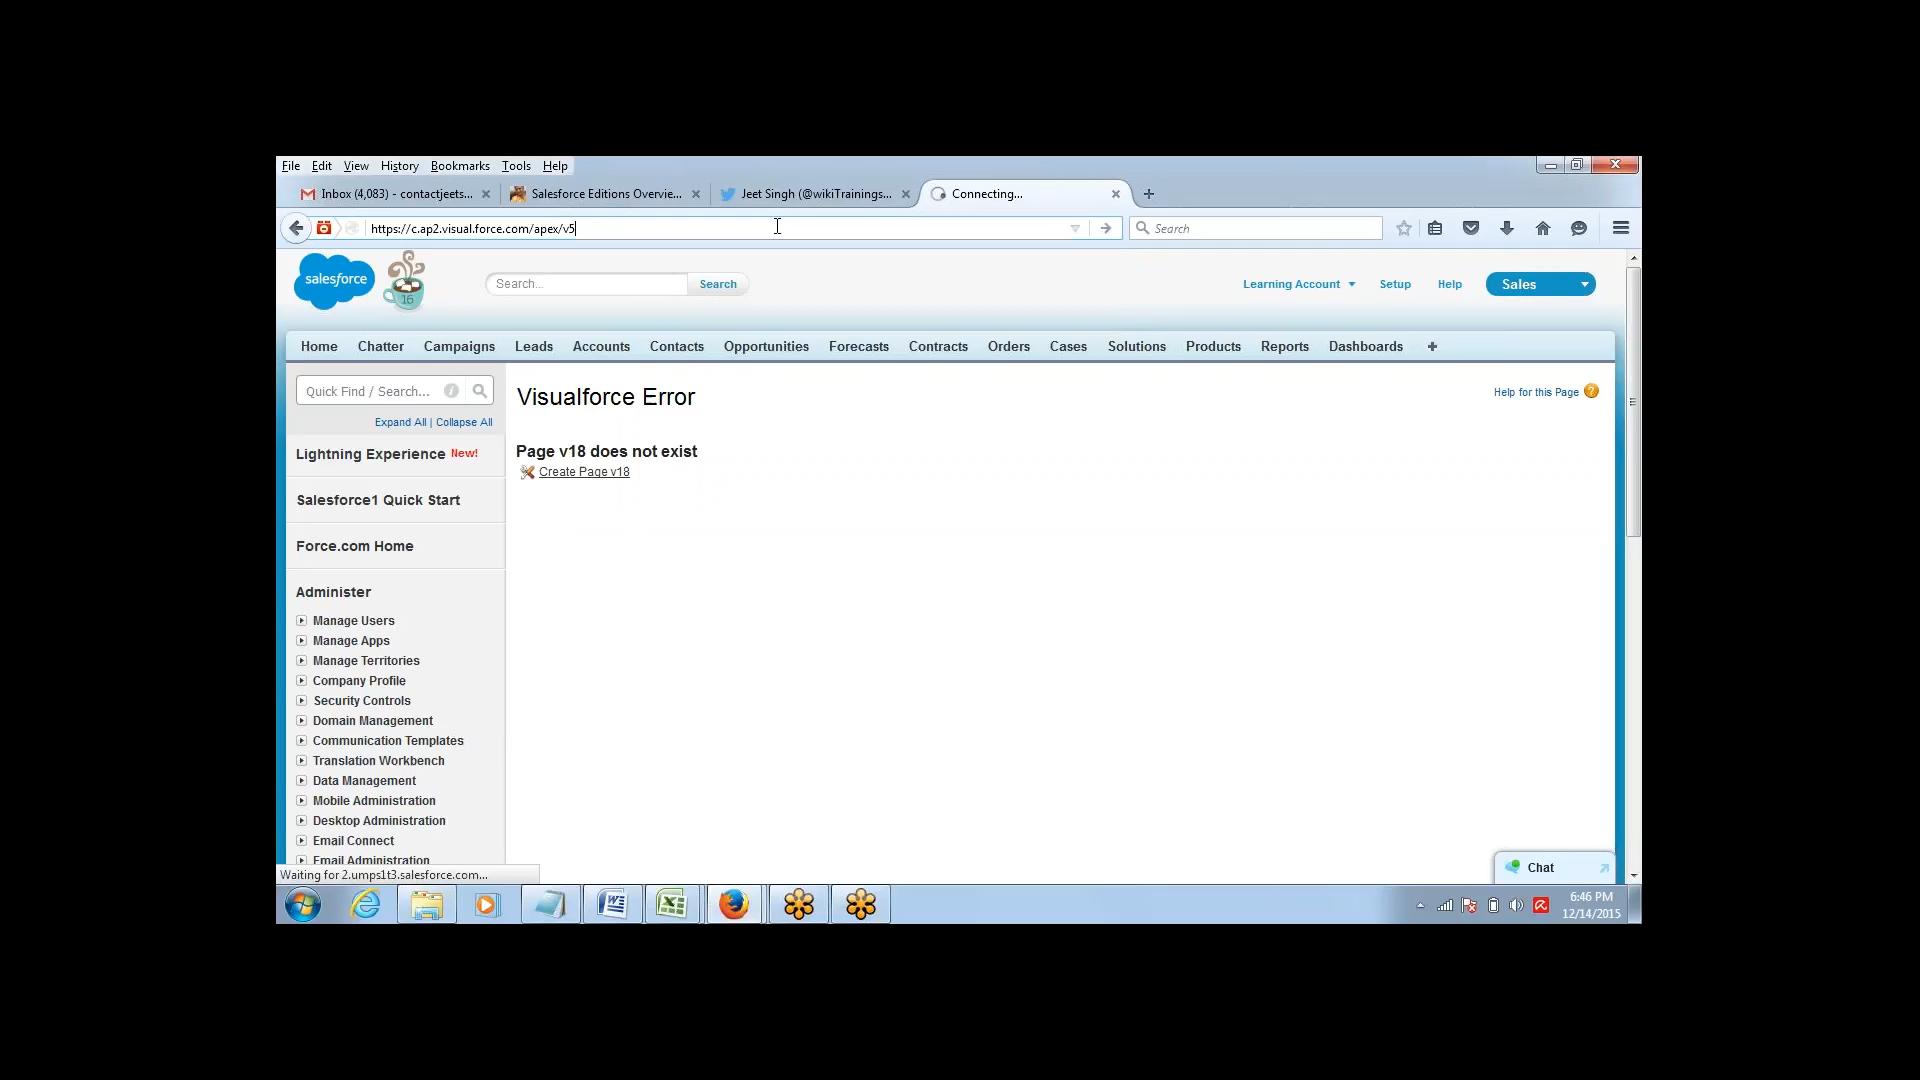 File Edit View History Bookmarks Tools Help
Inbox (4,083) - contactjeets... Salesforce Editions Overvie... Jeet Singh (@wikiTrainings... Connecting...
https://c.ap2.visual.force.com/apex/v5 Search
salesforce 16 Search... Search Learning Account Setup Help Sales
Home Chatter Campaigns Leads Accounts Contacts Opportunities Forecasts Contracts Orders Cases Solutions Products Reports Dashboards +
Quick Find / Search...
Expand All | Collapse All
Lightning Experience New!
Salesforce1 Quick Start
Force.com Home
Administer
Manage Users
Manage Apps
Manage Territories
Company Profile
Security Controls
Domain Management
Communication Templates
Translation Workbench
Data Management
Mobile Administration
Desktop Administration
Email Connect
Email Administration
Visualforce Error
Help for this Page ?
Page v18 does not exist
Create Page v18
Chat
Waiting for 2.umps1t3.salesforce.com...
6:46 PM
12/14/2015